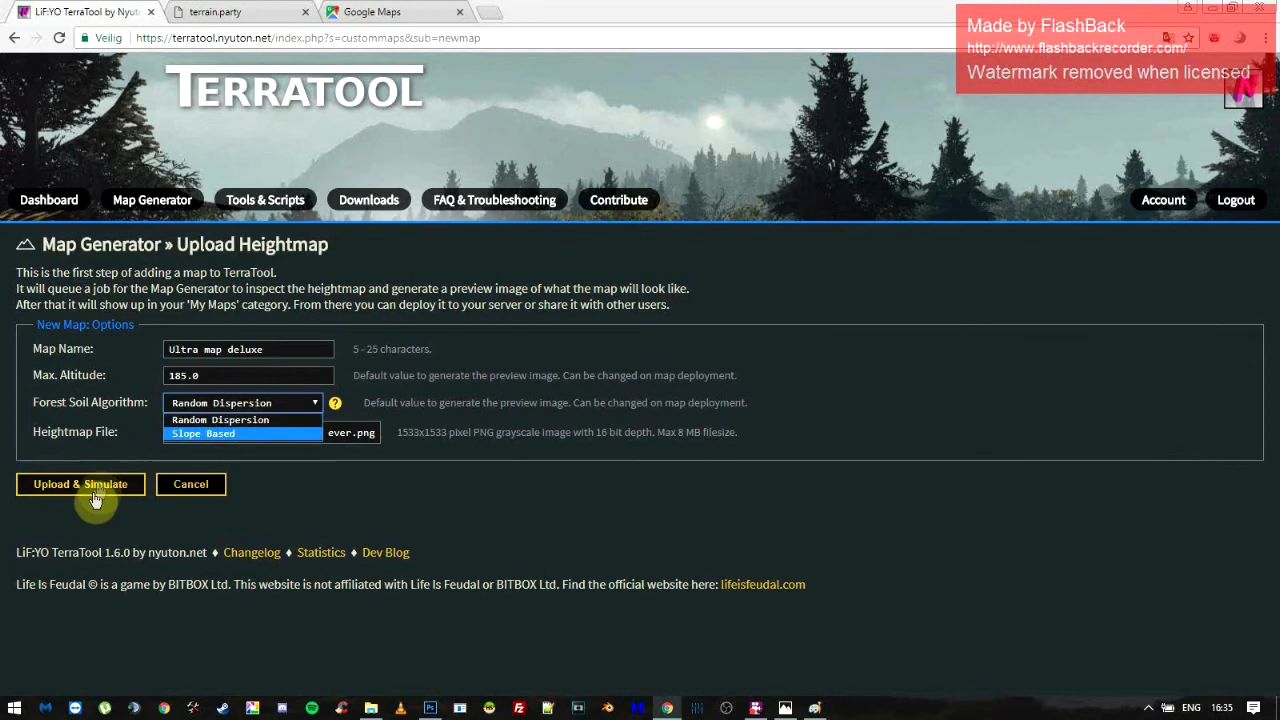 LiF:YO TerraTool by Nyut
terrain.party
Google Maps
Made by FlashBack
http://www.flashbackrecorder.com/
Watermark removed when licensed
Veilig
https://terratool.nyuton.net/index.php?s=custommaps&sub=newmap
TERRATOOL
Dashboard
Map Generator
Tools & Scripts
Downloads
FAQ & Troubleshooting
Contribute
Account
Logout
Map Generator » Upload Heightmap
This is the first step of adding a map to TerraTool.
It will queue a job for the Map Generator to inspect the heightmap and generate a preview image of what the map will look like.
After that it will show up in your 'My Maps' category. From there you can deploy it to your server or share it with other users.
New Map: Options
Map Name: Ultra map deluxe 5 - 25 characters.
Max. Altitude: 185.0 Default value to generate the preview image. Can be changed on map deployment.
Forest Soil Algorithm: Random Dispersion ? Default value to generate the preview image. Can be changed on map deployment.
Random Dispersion
Slope Based
Heightmap File: ever.png 1533x1533 pixel PNG grayscale image with 16 bit depth. Max 8 MB filesize.
Upload & Simulate
Cancel
LiF:YO TerraTool 1.6.0 by nyuton.net ♦ Changelog ♦ Statistics ♦ Dev Blog
Life Is Feudal © is a game by BITBOX Ltd. This website is not affiliated with Life Is Feudal or BITBOX Ltd. Find the official website here: lifeisfeudal.com
ENG
16:35